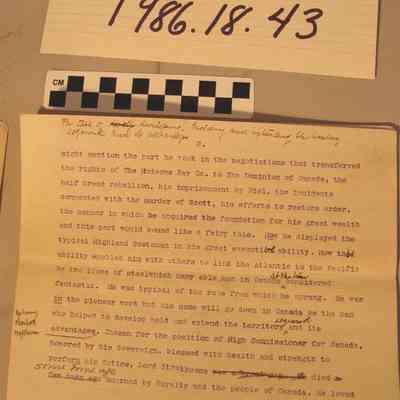 1986.18.43
CM
2.
might mention the part he took in the negotiations that transferred
the rights of The Hudsons Bay Co. to The Dominion of Canada, the
half breed rebellion, his imprisonment by Riel, the incidents
connected with the murder of Scott, his efforts to restore order,
the manner in which he acquired the foundation for his great wealth
and this part would sound like a fairy tale. How he displayed the
typical Highland Scotsman in his great executive ability. How that
ability enabled him with others to link the Atlantic to the Pacific
by two lines of steel which many able men in Canada considered
at the time
fantastic. He was typical of the race from which he sprung. He was
in the pioneer work but his name will go down in Canada as the man
who helped to develop and extend the territory and its
advantages. Chosen for the position of High Commissioner for Canada,
honored by his Sovereign, blessed with health and strength to
perform his duties, Lord Strathcona died
mourned by Royalty and the people of Canada. He loved